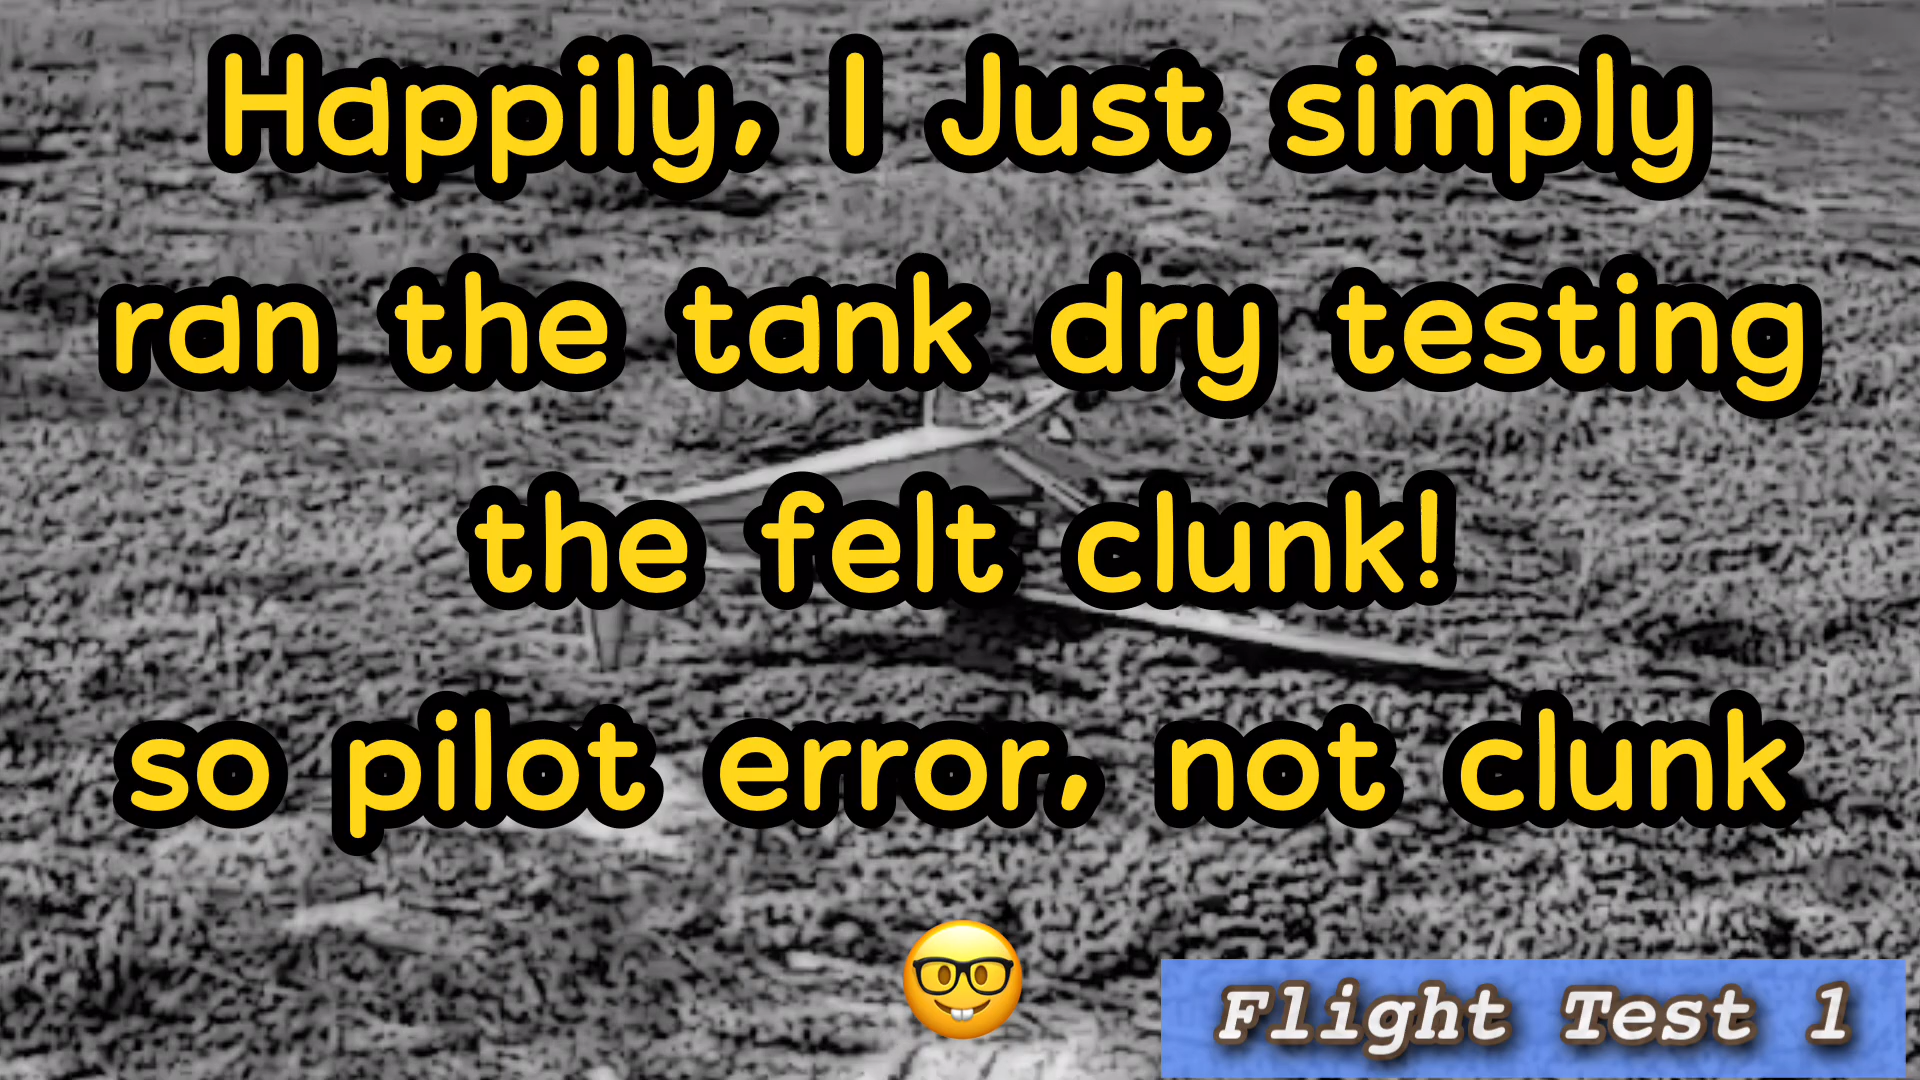 Happily, I Just simply
ran the tank dry testing
the felt clunk!
so pilot error, not clunk
🤓
Flight Test 1